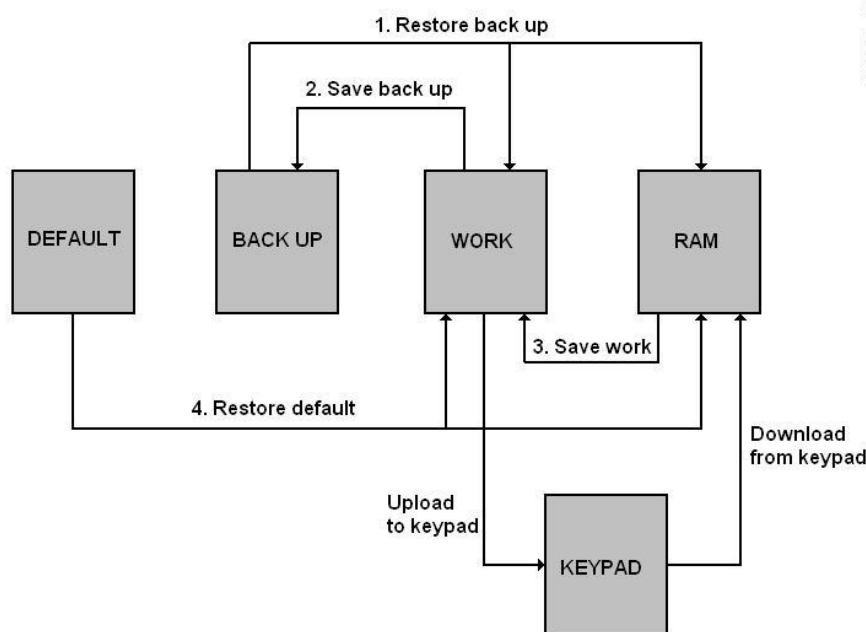 1. Restore back up
2. Save back up
DEFAULT
BACK UP
WORK
RAM
3. Save work
4. Restore default
Download
from keypad
Upload
to keypad
KEYPAD